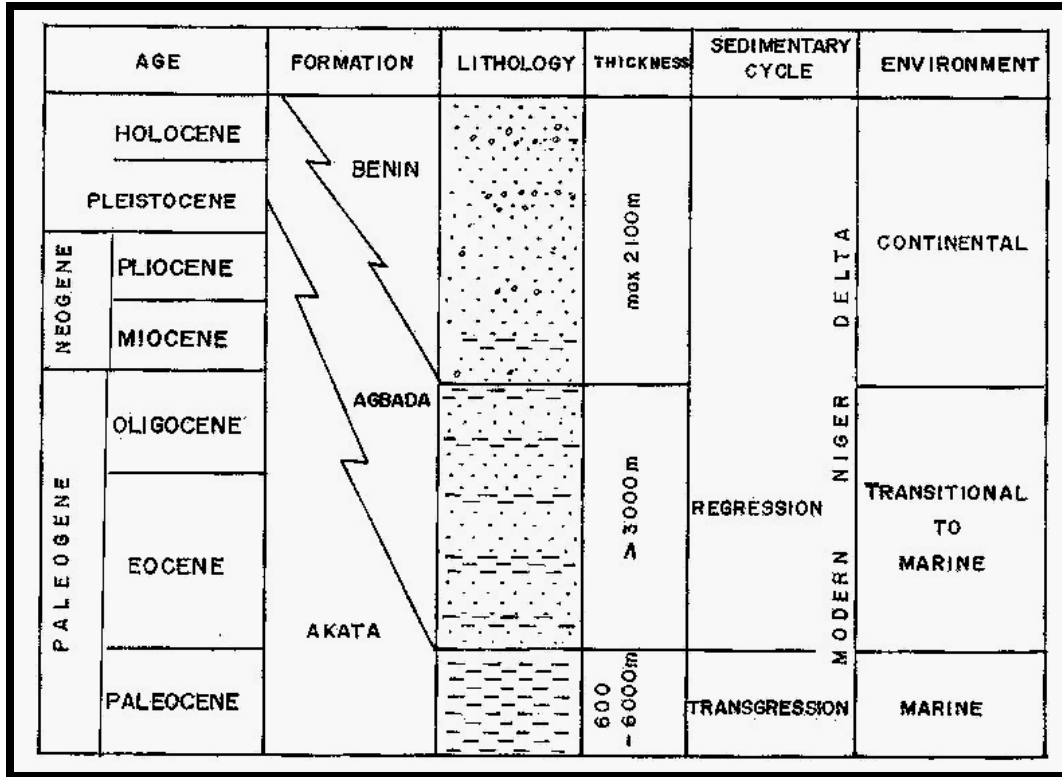 AGE
FORMATION
LITHOLOGY
THICKNESS
SEDIMENTARY
CYCLE
ENVIRONMENT
HOLOCENE
PLEISTOCENE
NEOGENE
PLIOCENE
MIOCENE
PALEOGENE
OLIGOCENE
EOCENE
PALEOCENE
BENIN
AGBADA
AKATA
max 2100m
> 3000m
600
- 6000m
REGRESSION
TRANSGRESSION
MODERN NIGER DELTA
CONTINENTAL
TRANSITIONAL
TO
MARINE
MARINE